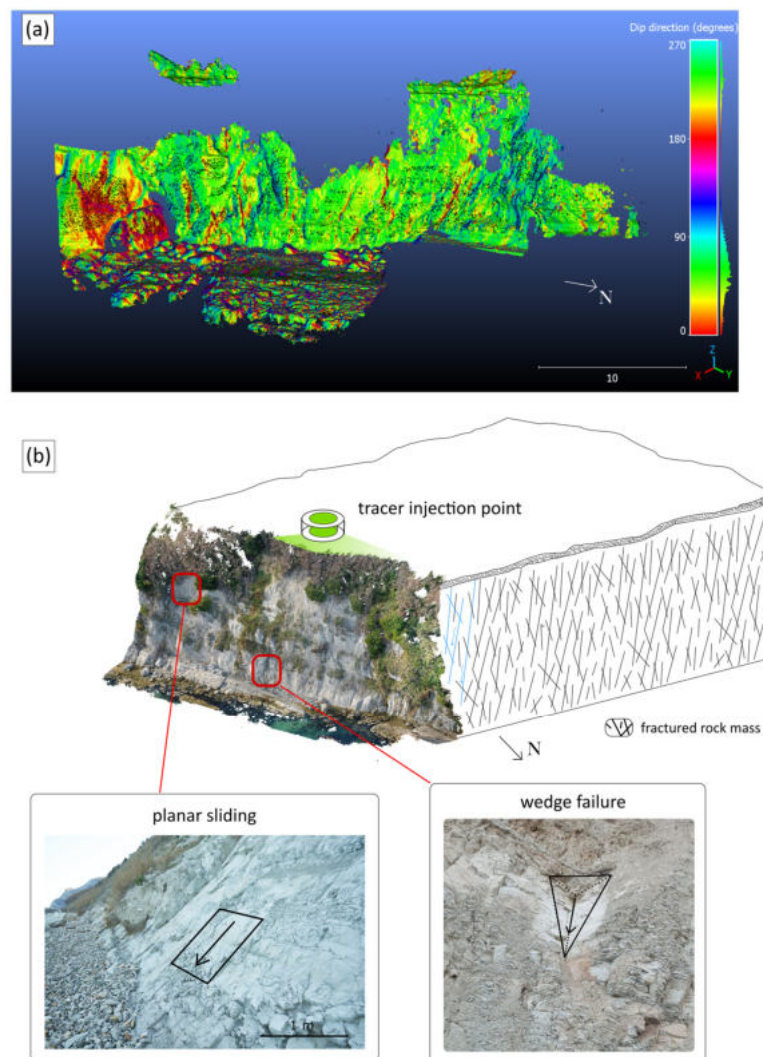 (a)
Dip direction (degrees)
270
180
90
0
N
10
Z
X
Y
(b)
tracer injection point
fractured rock mass
N
planar sliding
wedge failure
1 m